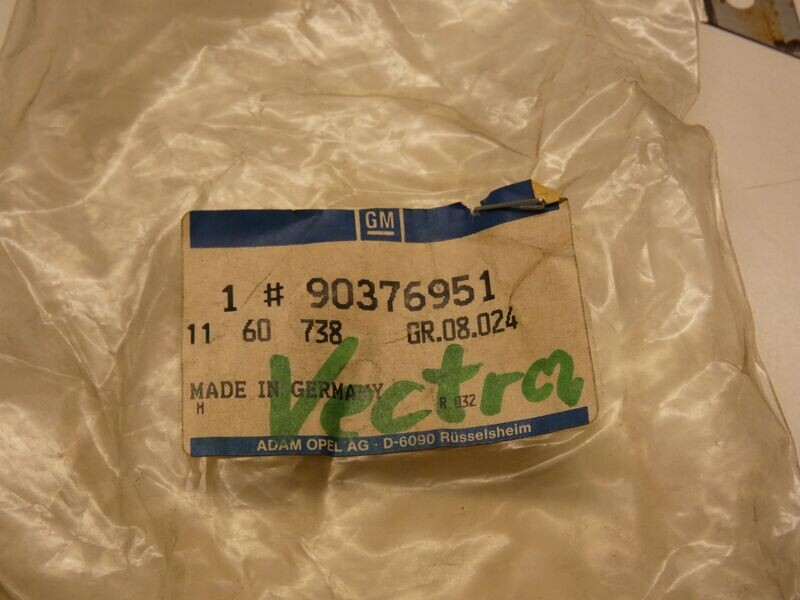 GM
1 # 90376951
11 60 738 GR.08.024
Vectra
MADE IN GERMANY
M R 032
ADAM OPEL AG · D-6090 Rüsselsheim